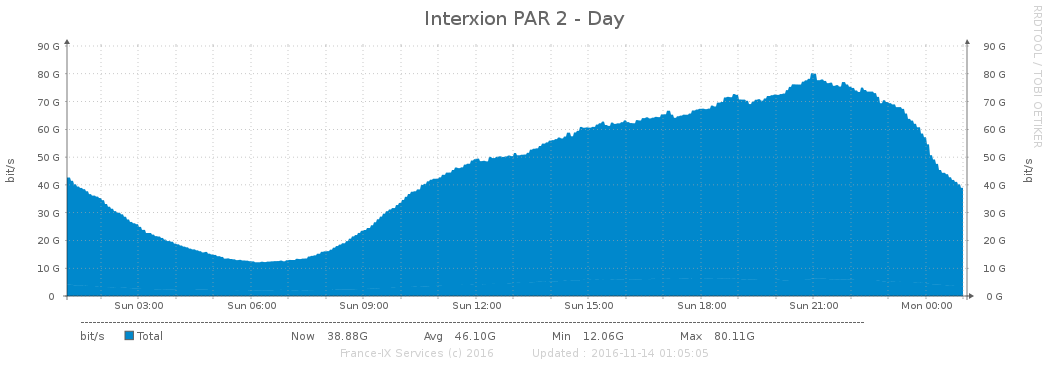 Interxion PAR 2 - Day
RRDTOOL / TOBI OETIKER
90 G 90 G
80 G 80 G
70 G 70 G
60 G 60 G
50 G 50 G
40 G 40 G
30 G 30 G
20 G 20 G
10 G 10 G
0 0 G
bit/s
bit/s
Sun 03:00 Sun 06:00 Sun 09:00 Sun 12:00 Sun 15:00 Sun 18:00 Sun 21:00 Mon 00:00
bit/s Total Now 38.88G Avg 46.10G Min 12.06G Max 80.11G
France-IX Services (c) 2016 Updated : 2016-11-14 01:05:05